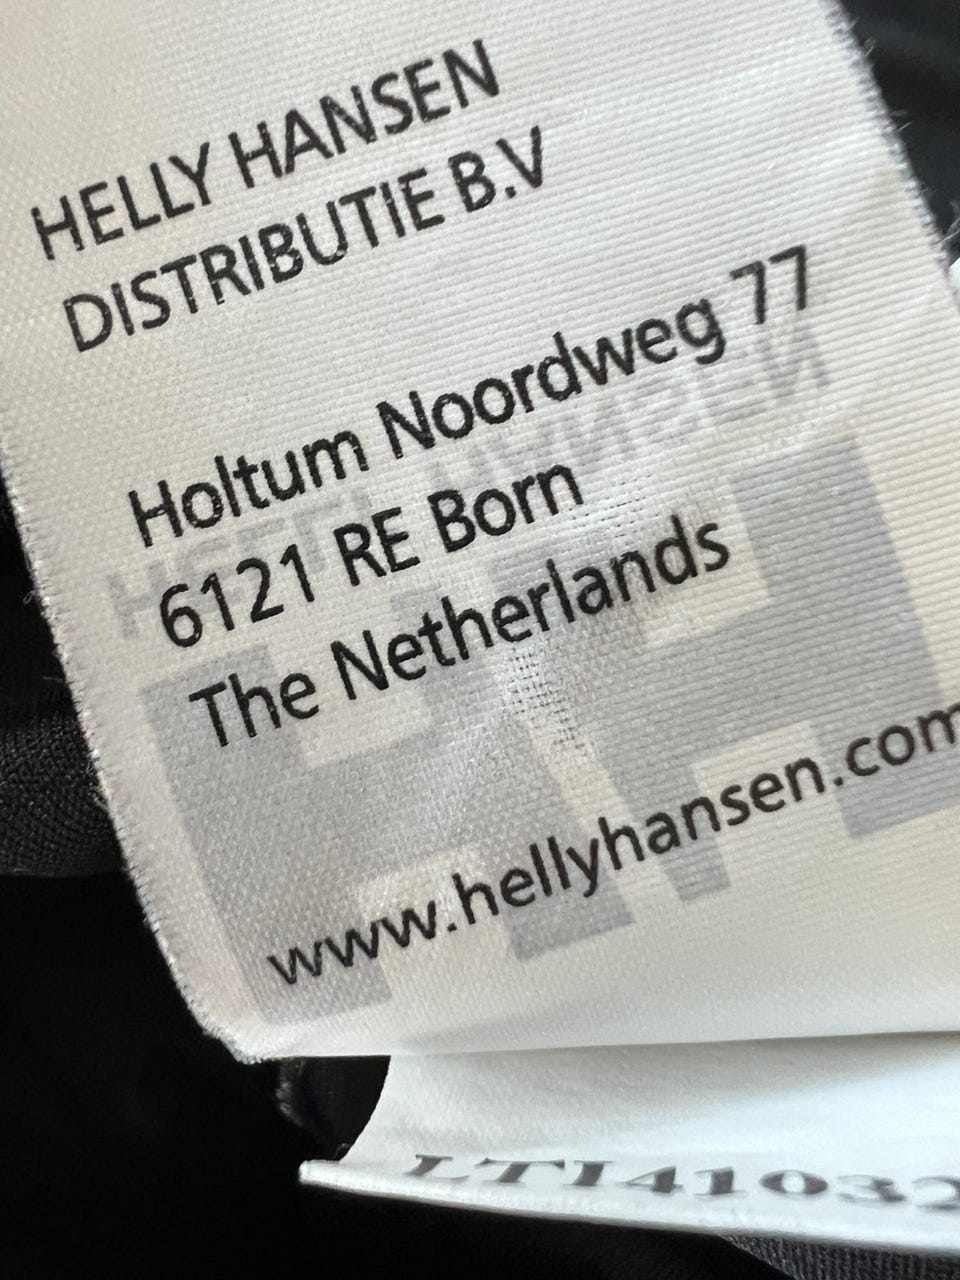 HELLY HANSEN
DISTRIBUTIE B.V
Holtum Noordweg 77
6121 RE Born
The Netherlands
www.hellyhansen.com